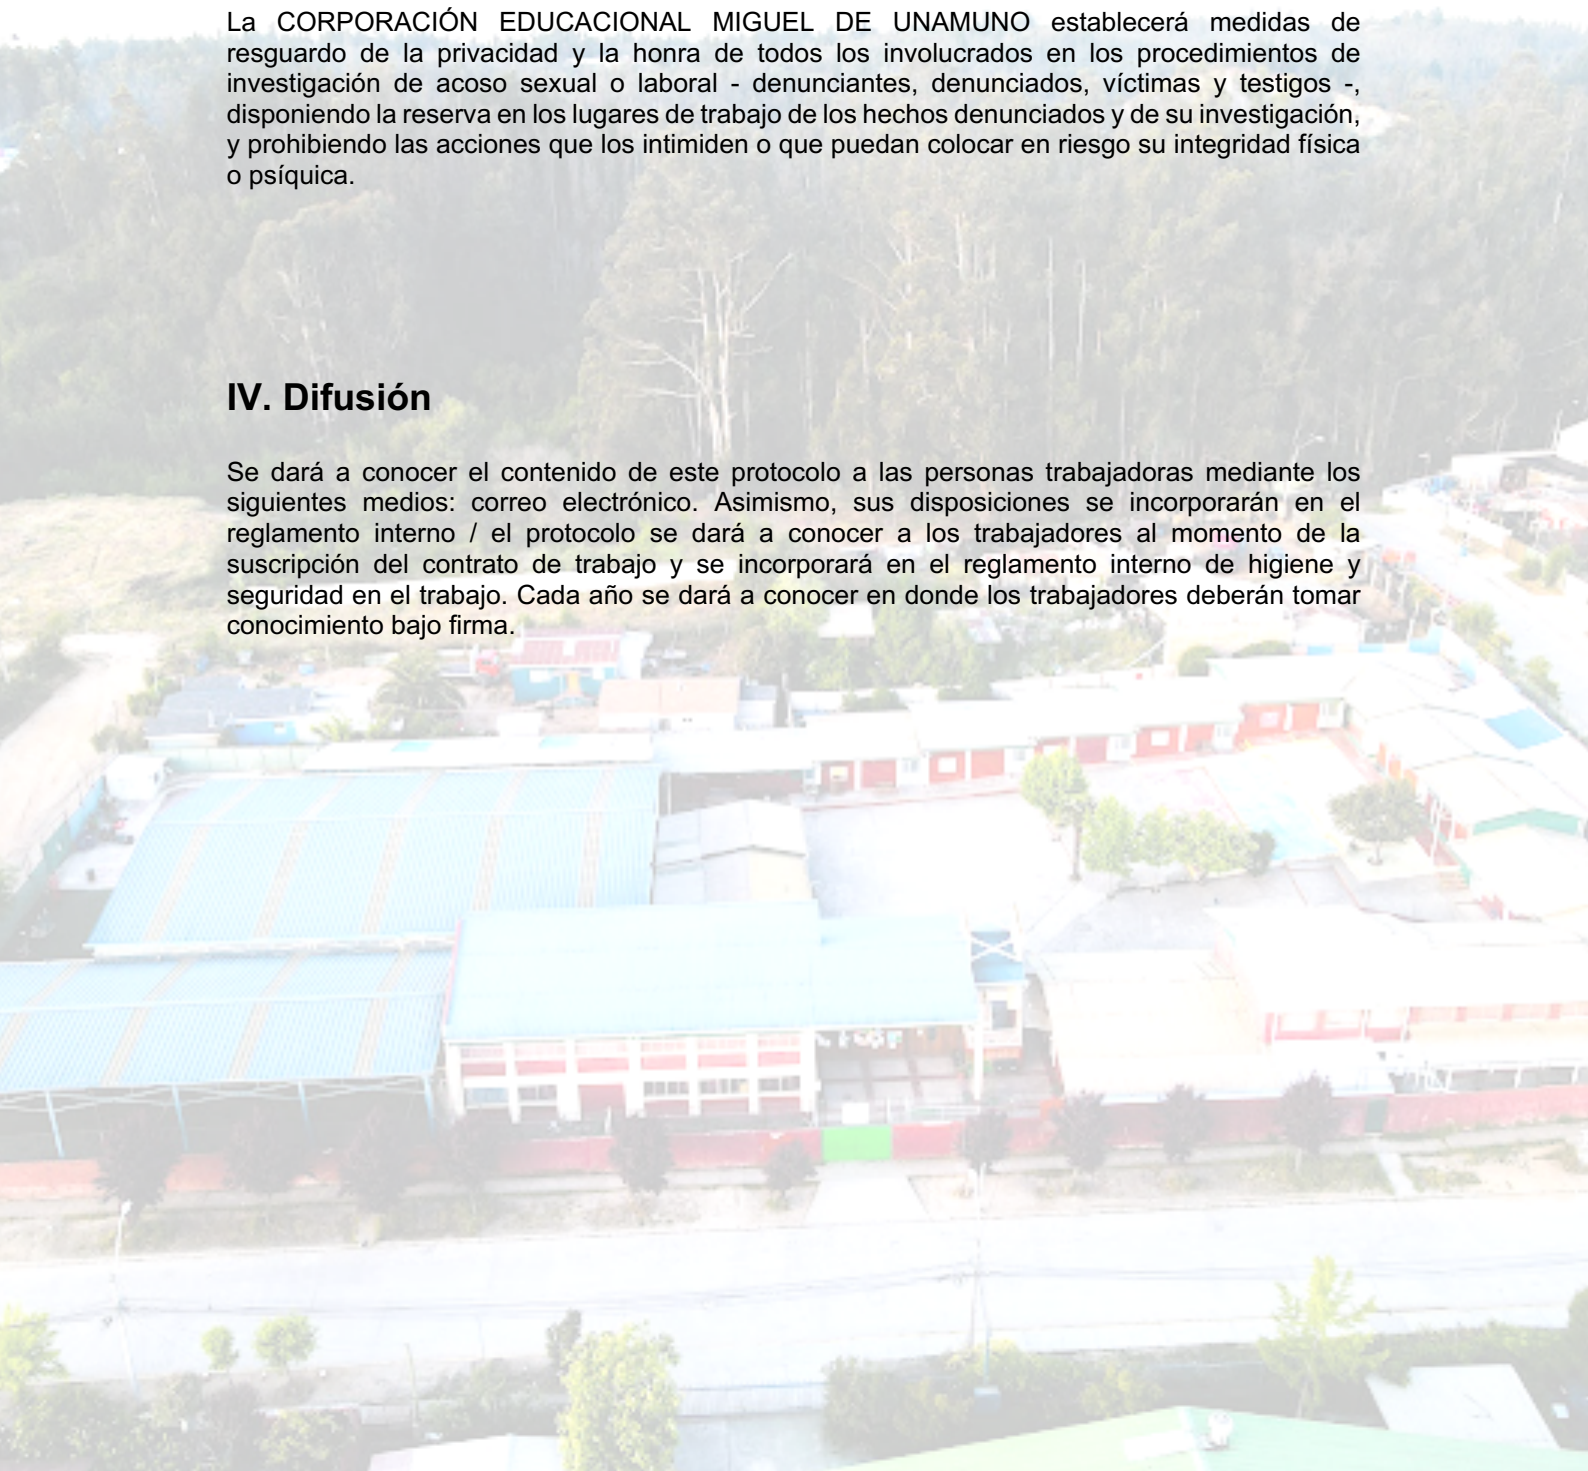 La CORPORACIÓN EDUCACIONAL MIGUEL DE UNAMUNO establecerá medidas de
resguardo de la privacidad y la honra de todos los involucrados en los procedimientos de
investigación de acoso sexual o laboral - denunciantes, denunciados, víctimas y testigos -,
disponiendo la reserva en los lugares de trabajo de los hechos denunciados y de su investigación,
y prohibiendo las acciones que los intimiden o que puedan colocar en riesgo su integridad física
o psíquica.
IV. Difusión
Se dará a conocer el contenido de este protocolo a las personas trabajadoras mediante los
siguientes medios: correo electrónico. Asimismo, sus disposiciones se incorporarán en el
reglamento interno / el protocolo se dará a conocer a los trabajadores al momento de la
suscripción del contrato de trabajo y se incorporará en el reglamento interno de higiene y
seguridad en el trabajo. Cada año se dará a conocer en donde los trabajadores deberán tomar
conocimiento bajo firma.